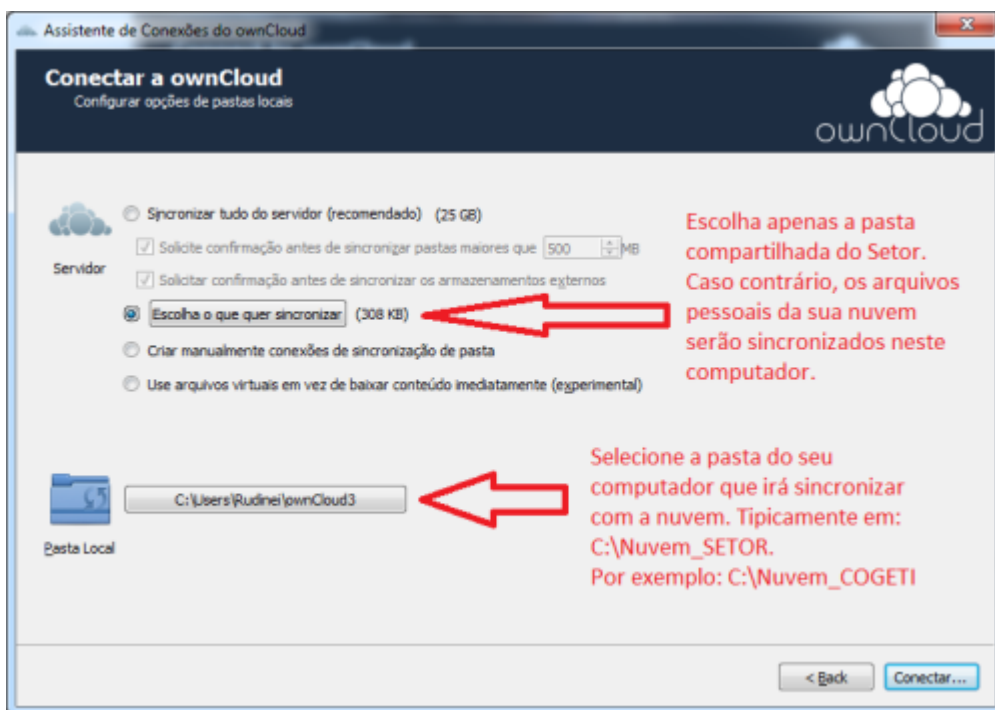 Assistente de Conexões do ownCloud
Conectar a ownCloud
Configurar opções de pastas locais
ownCloud
Servidor
Sincronizar tudo do servidor (recomendado) (25 GB)
Solicite confirmação antes de sincronizar pastas maiores que 500 MB
Solicitar confirmação antes de sincronizar os armazenamentos externos
Escolha o que quer sincronizar (308 KB)
Criar manualmente conexões de sincronização de pasta
Use arquivos virtuais em vez de baixar conteúdo imediatamente (experimental)
Escolha apenas a pasta
compartilhada do Setor.
Caso contrário, os arquivos
pessoais da sua nuvem
serão sincronizados neste
computador.
C:\Users\Rudinei\ownCloud3
Pasta Local
Selecione a pasta do seu
computador que irá sincronizar
com a nuvem. Tipicamente em:
C:\Nuvem_SETOR.
Por exemplo: C:\Nuvem_COGETI
< Back
Conectar...